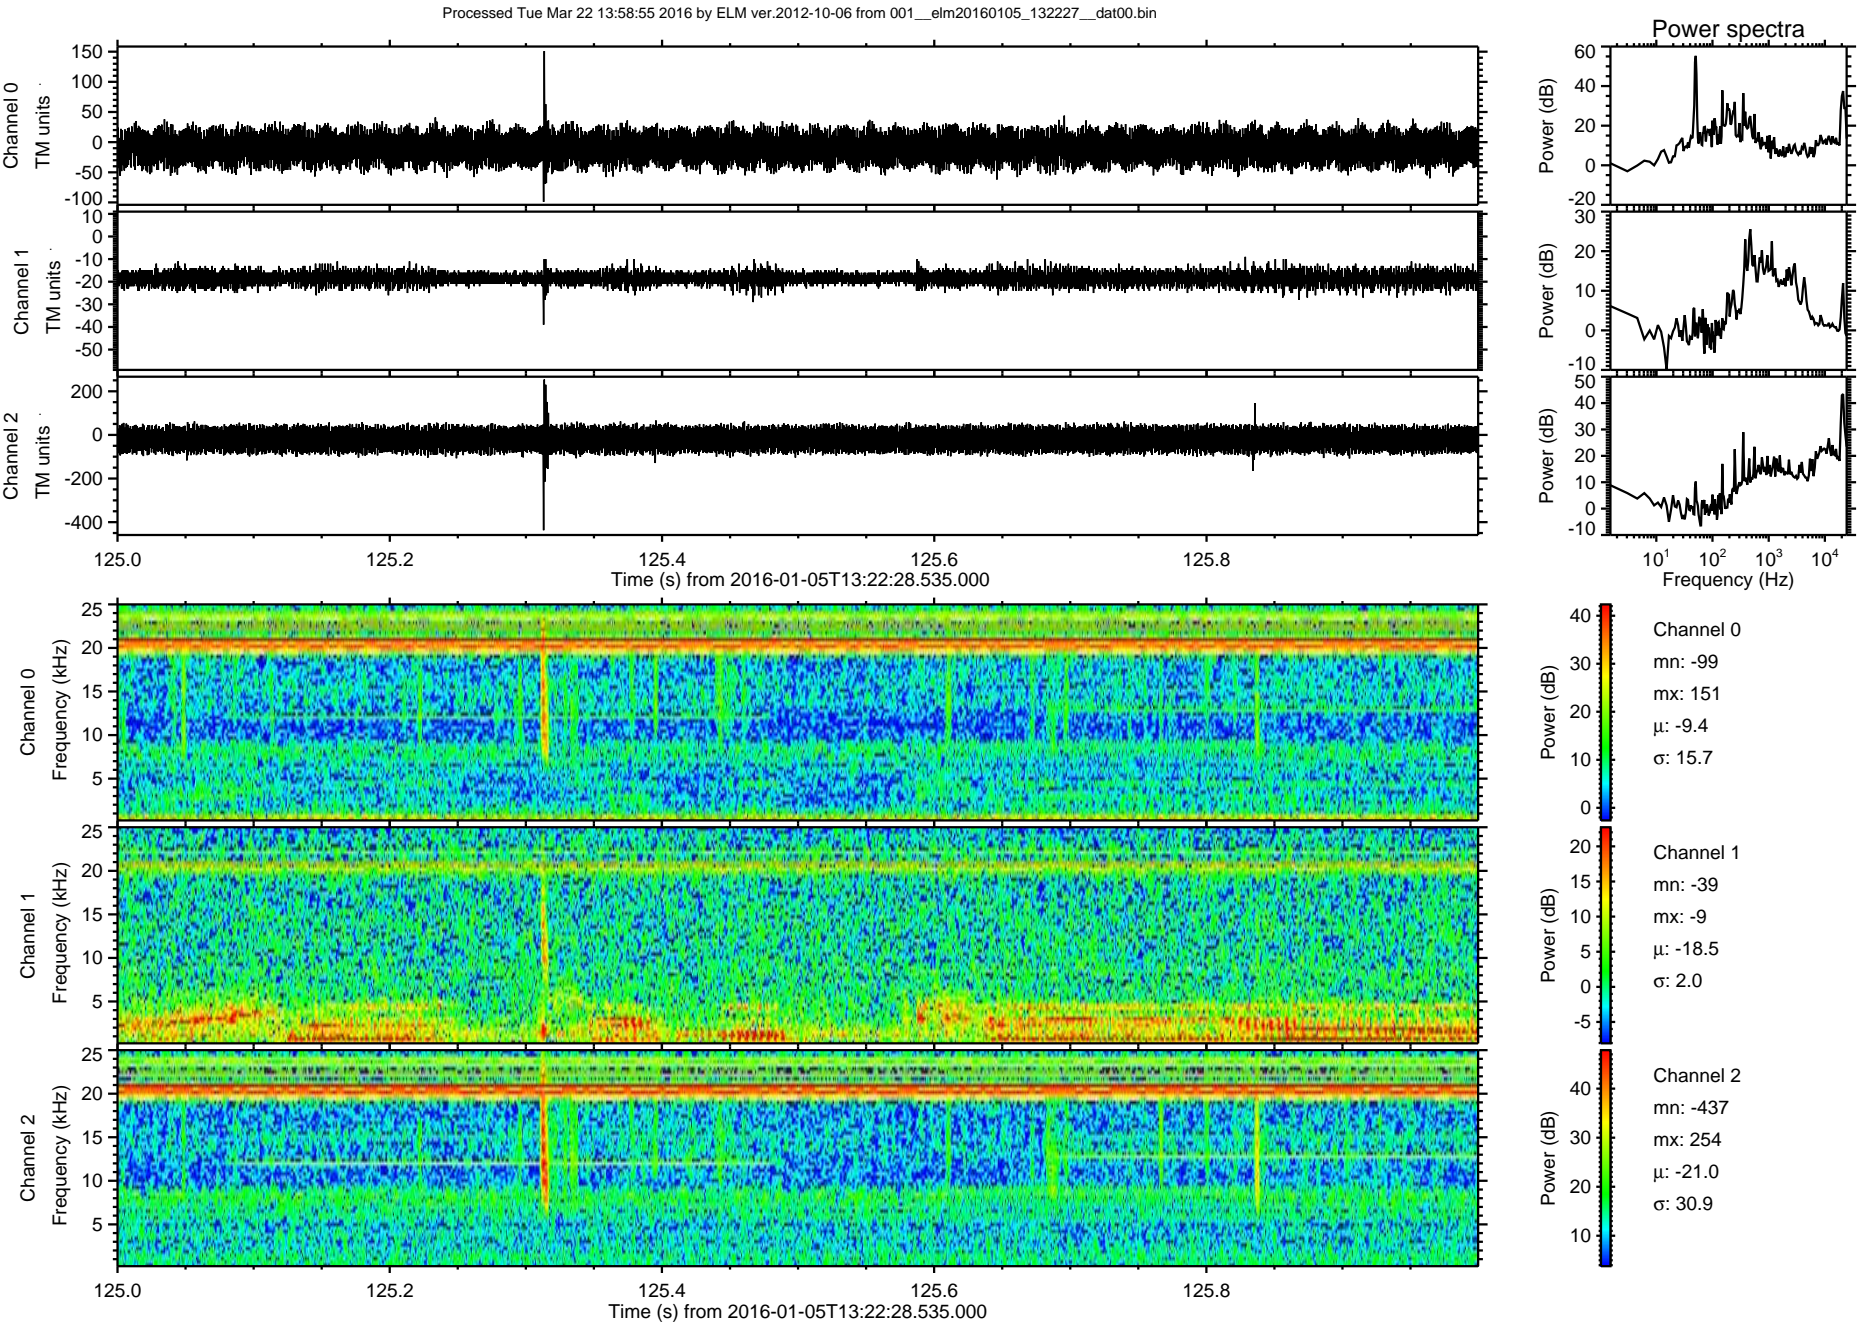 Processed Tue Mar 22 13:58:55 2016 by ELM ver.2012-10-06 from 001__elm20160105_132227__dat00.bin
Power spectra
Channel 0
TM units
150
100
50
0
-50
-100
Power (dB)
60
40
20
0
-20
Channel 1
TM units
10
0
-10
-20
-30
-40
-50
Power (dB)
30
20
10
0
-10
Channel 2
TM units
200
0
-200
-400
Power (dB)
50
40
30
20
10
0
-10
125.0 125.2 125.4 125.6 125.8
Time (s) from 2016-01-05T13:22:28.535.000
10¹ 10² 10³ 10⁴
Frequency (Hz)
Channel 0
Frequency (kHz)
25
20
15
10
5
Power (dB)
40
30
20
10
0
Channel 0
mn: -99
mx: 151
µ: -9.4
σ: 15.7
Channel 1
Frequency (kHz)
25
20
15
10
5
Power (dB)
20
15
10
5
0
-5
Channel 1
mn: -39
mx: -9
µ: -18.5
σ: 2.0
Channel 2
Frequency (kHz)
25
20
15
10
5
Power (dB)
40
30
20
10
Channel 2
mn: -437
mx: 254
µ: -21.0
σ: 30.9
125.0 125.2 125.4 125.6 125.8
Time (s) from 2016-01-05T13:22:28.535.000